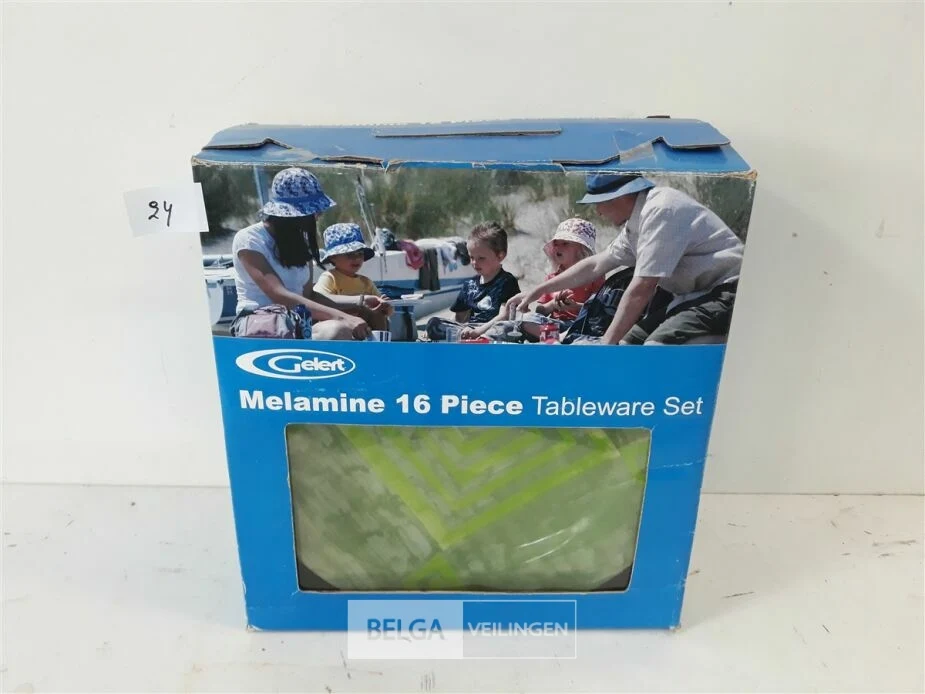 24
Gelert
Melamine 16 Piece Tableware Set
BELGA VEILINGEN